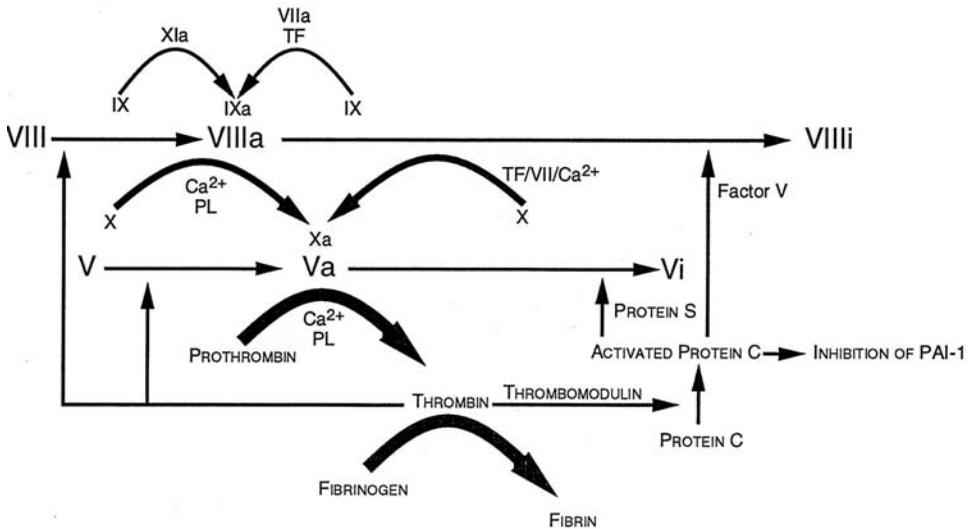 VIIa
XIa TF
IX IXa IX
VIII VIIIa VIIIi
Ca2+ TF/VII/Ca2+
PL Factor V
X X
Xa
V Va Vi
Ca2+ PROTEIN S
PL
PROTHROMBIN ACTIVATED PROTEIN C INHIBITION OF PAI-1
THROMBIN THROMBOMODULIN
PROTEIN C
FIBRINOGEN
FIBRIN